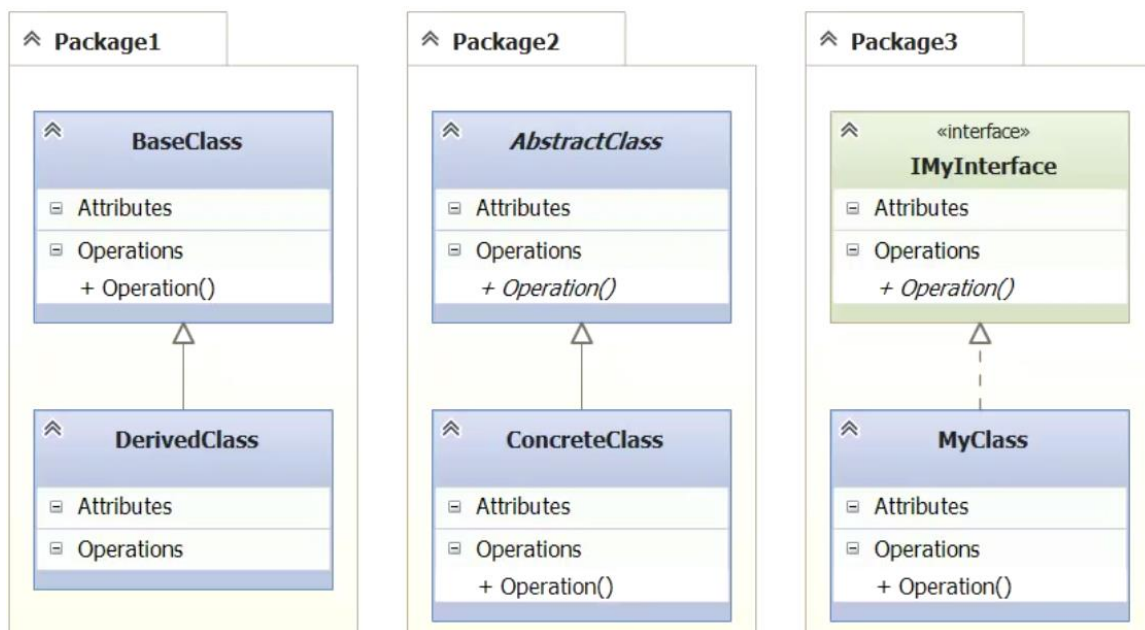 Package1
BaseClass
Attributes
Operations
+ Operation()
DerivedClass
Attributes
Operations
Package2
AbstractClass
Attributes
Operations
+ Operation()
ConcreteClass
Attributes
Operations
+ Operation()
Package3
«interface»
IMyInterface
Attributes
Operations
+ Operation()
MyClass
Attributes
Operations
+ Operation()